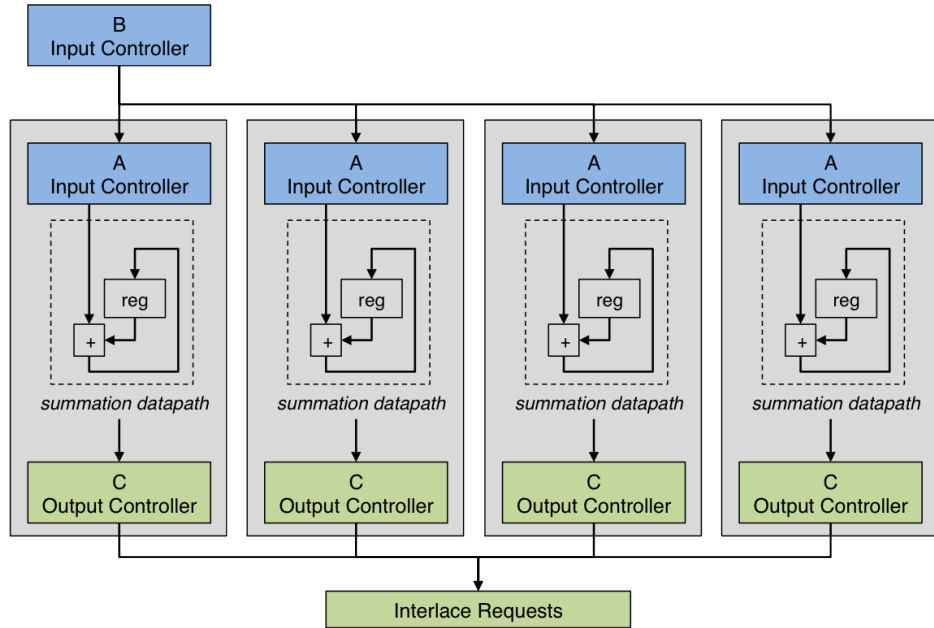 B
Input Controller
A
Input Controller
A
Input Controller
A
Input Controller
A
Input Controller
reg
+
reg
+
reg
+
reg
+
summation datapath
summation datapath
summation datapath
summation datapath
C
Output Controller
C
Output Controller
C
Output Controller
C
Output Controller
Interlace Requests